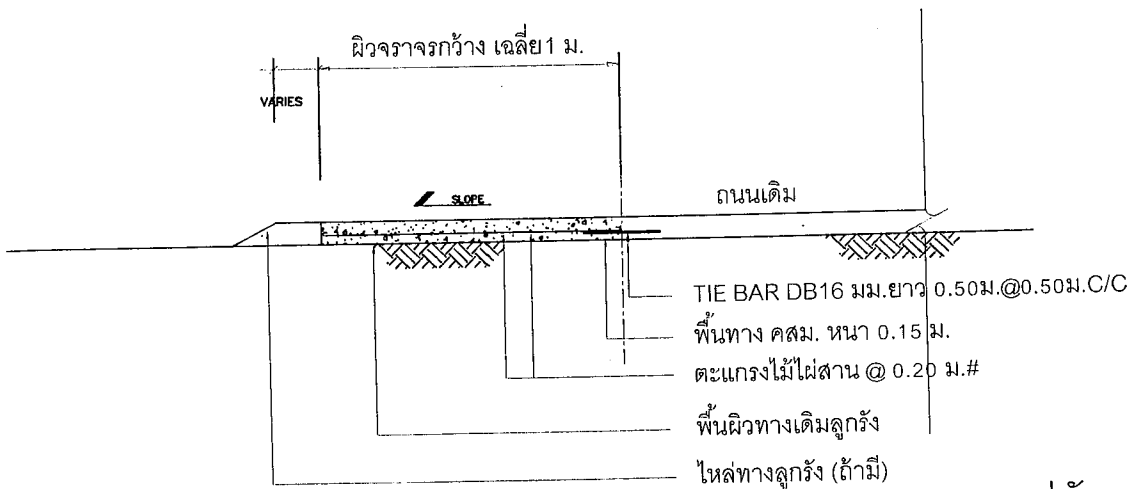 ผิวจราจรกว้าง เฉลี่ย1 ม.
VARIES
SLOPE
ถนนเดิม
TIE BAR DB16 มม.ยาว 0.50ม.@0.50ม.C/C
พื้นทาง คสม. หนา 0.15 ม.
ตะแกรงไม้ไผ่สาน @ 0.20 ม.#
พื้นผิวทางเดิมลูกรัง
ไหล่ทางลูกรัง (ถ้ามี)